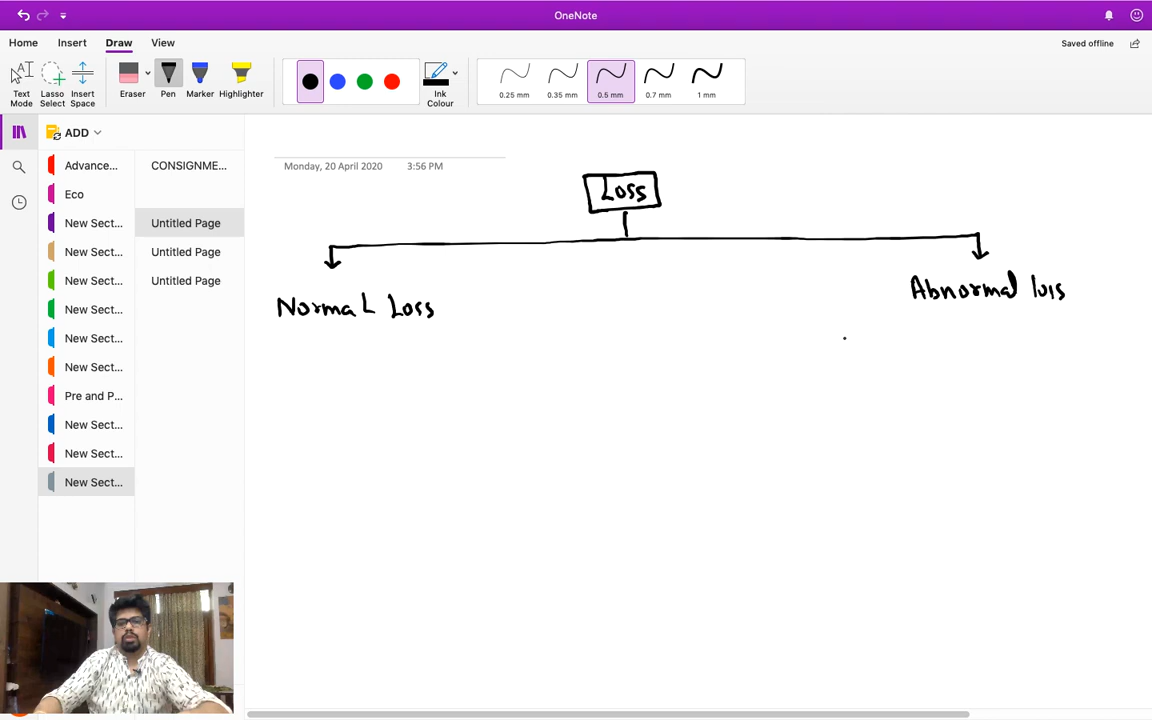 OneNote
Home Insert Draw View
Saved offline
Text Mode
Lasso Select
Insert Space
Eraser
Pen
Marker
Highlighter
Ink Colour
0.25 mm
0.35 mm
0.5 mm
0.7 mm
1 mm
ADD
Advance...
Eco
New Sect...
New Sect...
New Sect...
New Sect...
New Sect...
New Sect...
Pre and P...
New Sect...
New Sect...
New Sect...
CONSIGNME...
Untitled Page
Untitled Page
Untitled Page
Monday, 20 April 2020 3:56 PM
Loss
Normal Loss
Abnormal loss